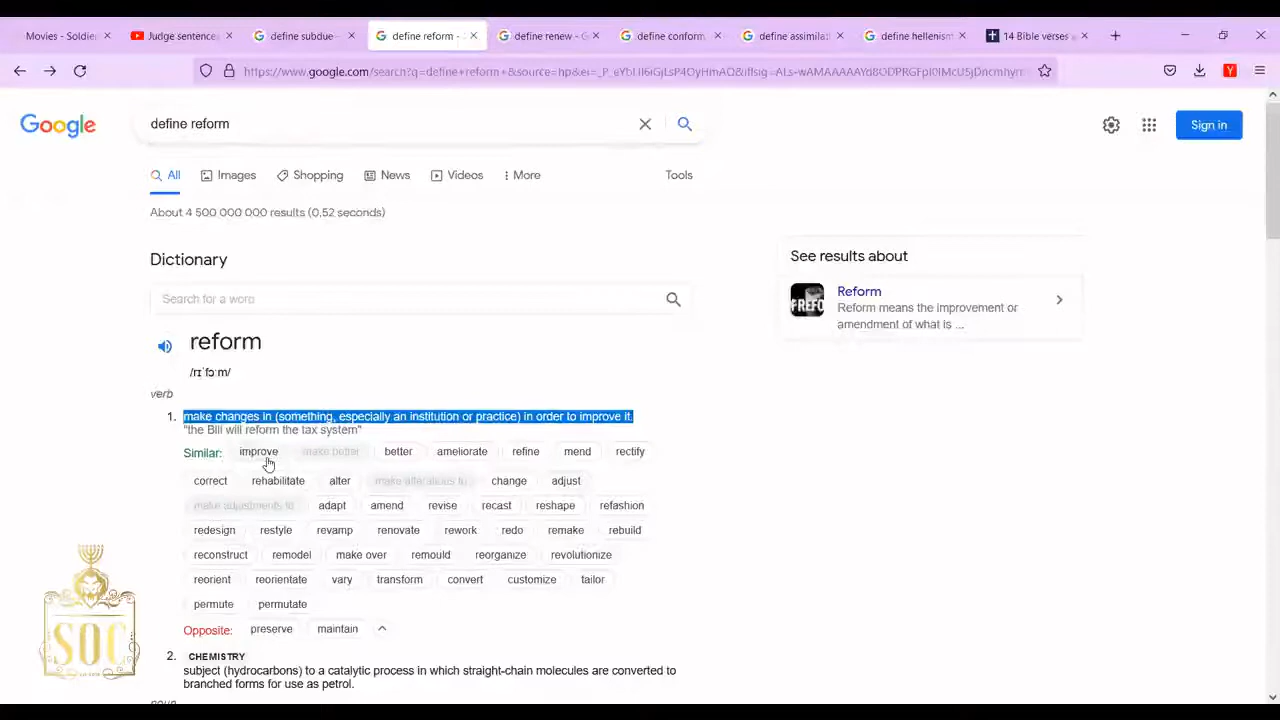 Movies - Soldier
Judge sentence
define subdue -
define reform -
define renew - G
define conform
define assimila
define hellenism
14 Bible verses
Google
define reform
Sign in
All Images Shopping News Videos More Tools
About 4 500 000 000 results (0,52 seconds)
Dictionary
Search for a word
reform
/rɪˈfɔːm/
verb
1. make changes in (something, especially an institution or practice) in order to improve it.
"the Bill will reform the tax system"
Similar: improve make better better ameliorate refine mend rectify
correct rehabilitate alter make alterations to change adjust
make adjustments to adapt amend revise recast reshape refashion
redesign restyle revamp renovate rework redo remake rebuild
reconstruct remodel make over remould reorganize revolutionize
reorient reorientate vary transform convert customize tailor
permute permutate
Opposite: preserve maintain
2. CHEMISTRY
subject (hydrocarbons) to a catalytic process in which straight-chain molecules are converted to
branched forms for use as petrol.
noun
See results about
Reform
Reform means the improvement or
amendment of what is ...
SOC